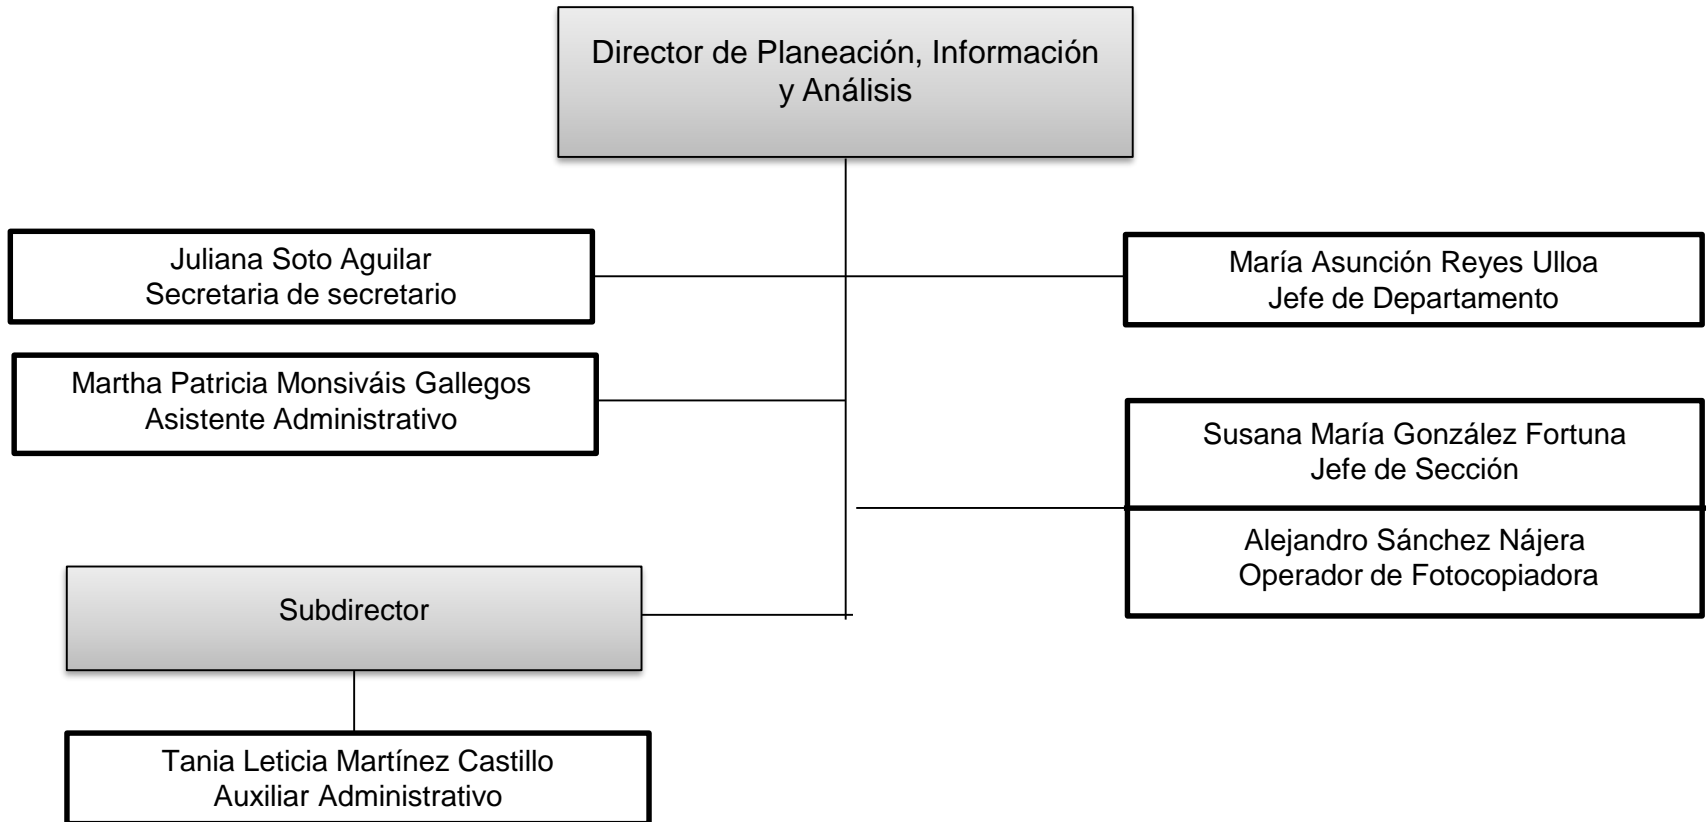 Director de Planeación, Información
y Análisis
Juliana Soto Aguilar
Secretaria de secretario
María Asunción Reyes Ulloa
Jefe de Departamento
Martha Patricia Monsiváis Gallegos
Asistente Administrativo
Susana María González Fortuna
Jefe de Sección
Alejandro Sánchez Nájera
Operador de Fotocopiadora
Subdirector
Tania Leticia Martínez Castillo
Auxiliar Administrativo